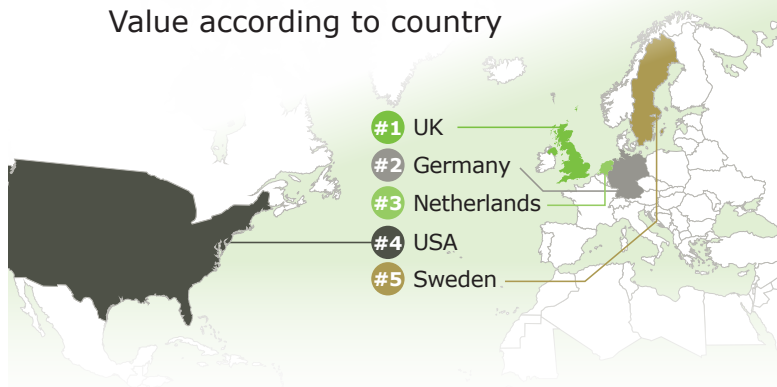 Value according to country
#1 UK
#2 Germany
#3 Netherlands
#4 USA
#5 Sweden